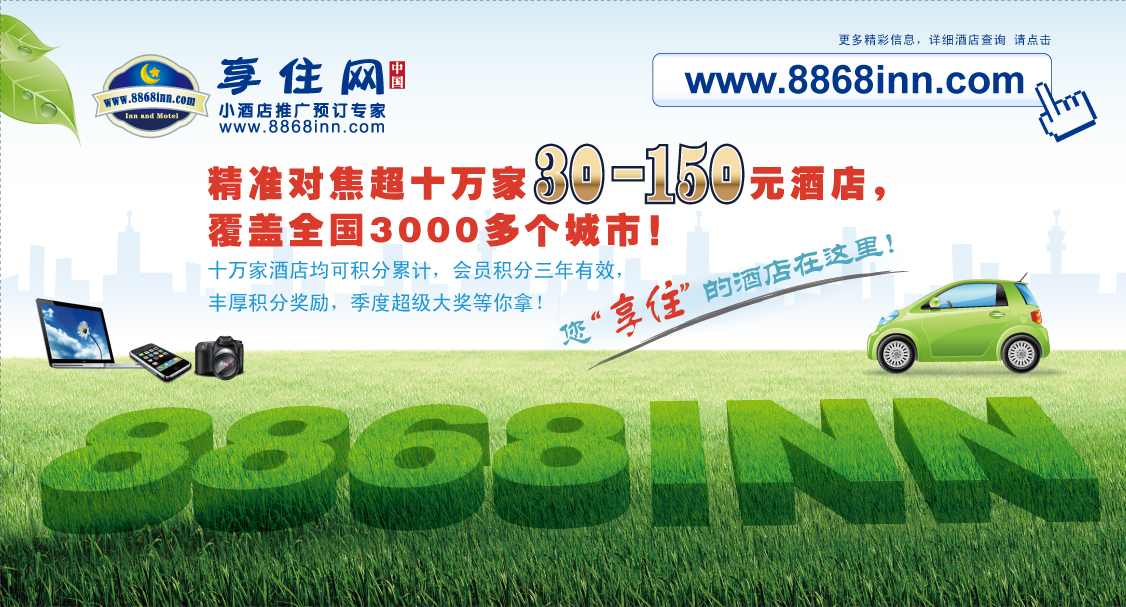 更多精彩信息，详细酒店查询 请点击
www.8868inn.com
www.8868inn.com
Inn and Motel
享住网
中国
小酒店推广预订专家
www.8868inn.com
精准对焦超十万家30-150元酒店，
覆盖全国3000多个城市！
十万家酒店均可积分累计，会员积分三年有效，
丰厚积分奖励，季度超级大奖等你拿！
您“享住”的酒店在这里！
8868INN